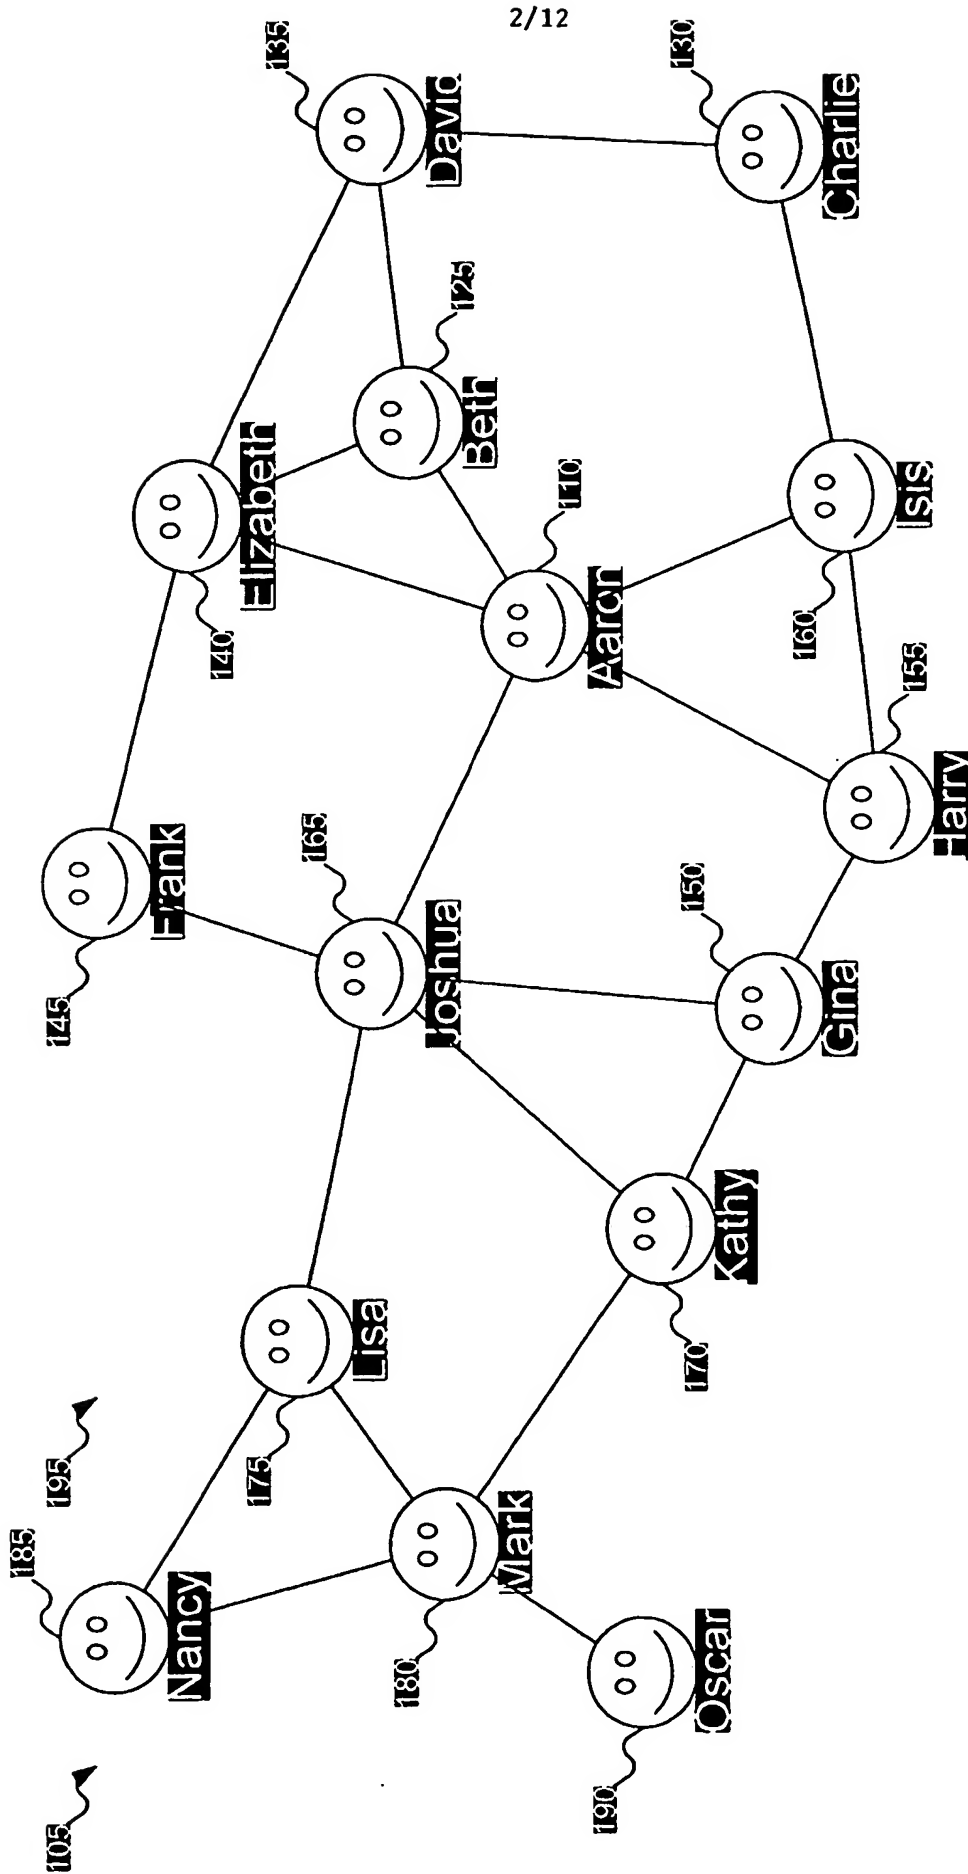 2/12
105
195
185
Nancy
145
Frank
140
Elizabeth
135
David
175
Lisa
165
Joshua
125
Beth
180
Mark
110
Aaron
190
Oscar
170
Kathy
150
Gina
155
Harry
160
Isis
130
Charlie